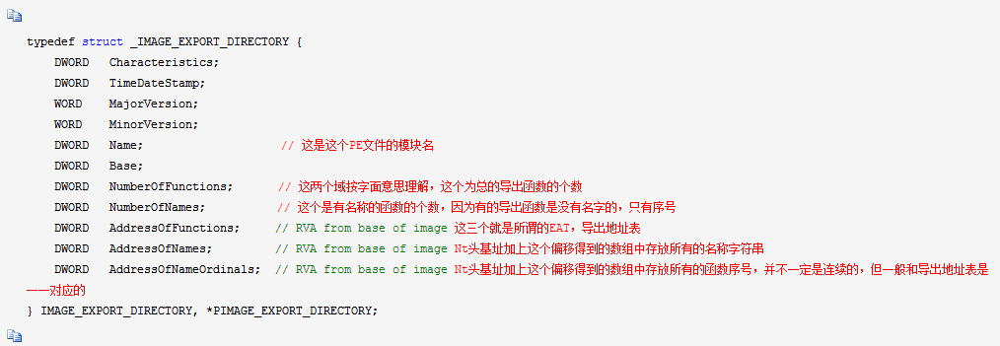 typedef struct _IMAGE_EXPORT_DIRECTORY {
DWORD Characteristics;
DWORD TimeDateStamp;
WORD MajorVersion;
WORD MinorVersion;
DWORD Name; // 这是这个PE文件的模块名
DWORD Base;
DWORD NumberOfFunctions; // 这两个域按字面意思理解，这个为总的导出函数的个数
DWORD NumberOfNames; // 这个是有名称的函数的个数，因为有的导出函数是没有名字的，只有序号
DWORD AddressOfFunctions; // RVA from base of image 这三个就是所谓的EAT，导出地址表
DWORD AddressOfNames; // RVA from base of image Nt头基址加上这个偏移得到的数组中存放所有的名称字符串
DWORD AddressOfNameOrdinals; // RVA from base of image Nt头基址加上这个偏移得到的数组中存放所有的函数序号，并不一定是连续的，但一般和导出地址表是
一一对应的
} IMAGE_EXPORT_DIRECTORY, *PIMAGE_EXPORT_DIRECTORY;